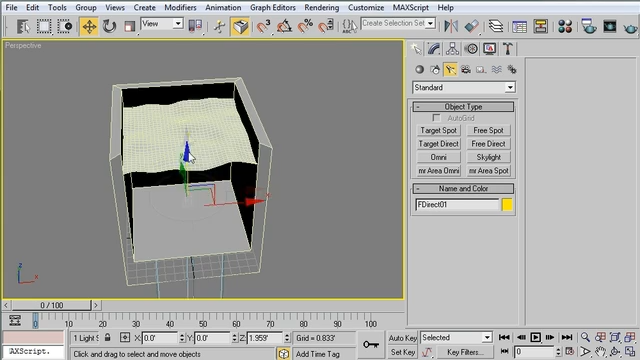 File Edit Tools Group Views Create Modifiers Animation Graph Editors Rendering Customize MAXScript Help
View
Create Selection Set
Perspective
Standard
Object Type
AutoGrid
Target Spot Free Spot
Target Direct Free Direct
Omni Skylight
mr Area Omni mr Area Spot
Name and Color
FDirect01
z
x
0 / 100
0 10 20 30 40 50 60 70 80 90 100
1 Light S X: 0.0' Y: 0.0' Z: 1.959' Grid = 0.833' Auto Key Selected
AXScript. Click and drag to select and move objects Add Time Tag Set Key Key Filters... 0